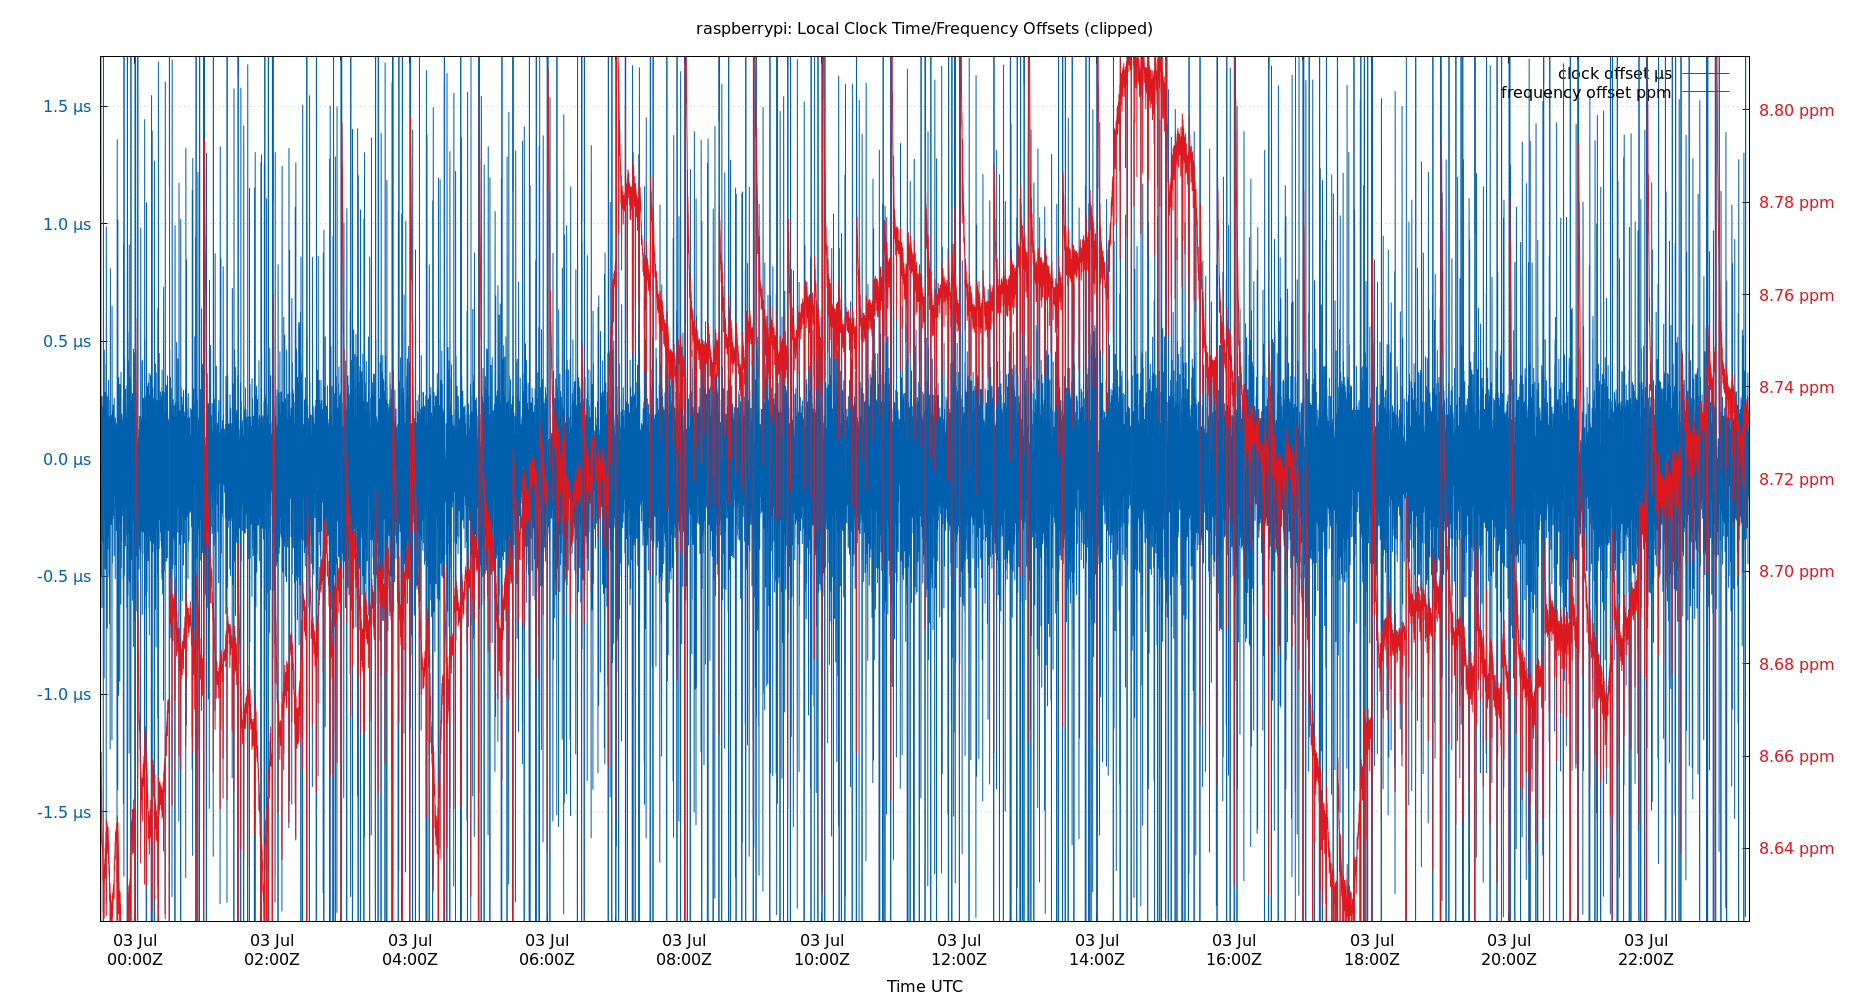 raspberrypi: Local Clock Time/Frequency Offsets (clipped)
clock offset µs
frequency offset ppm
1.5 µs
1.0 µs
0.5 µs
0.0 µs
-0.5 µs
-1.0 µs
-1.5 µs
8.80 ppm
8.78 ppm
8.76 ppm
8.74 ppm
8.72 ppm
8.70 ppm
8.68 ppm
8.66 ppm
8.64 ppm
03 Jul 03 Jul 03 Jul 03 Jul 03 Jul 03 Jul 03 Jul 03 Jul 03 Jul 03 Jul 03 Jul 03 Jul
00:00Z 02:00Z 04:00Z 06:00Z 08:00Z 10:00Z 12:00Z 14:00Z 16:00Z 18:00Z 20:00Z 22:00Z
Time UTC